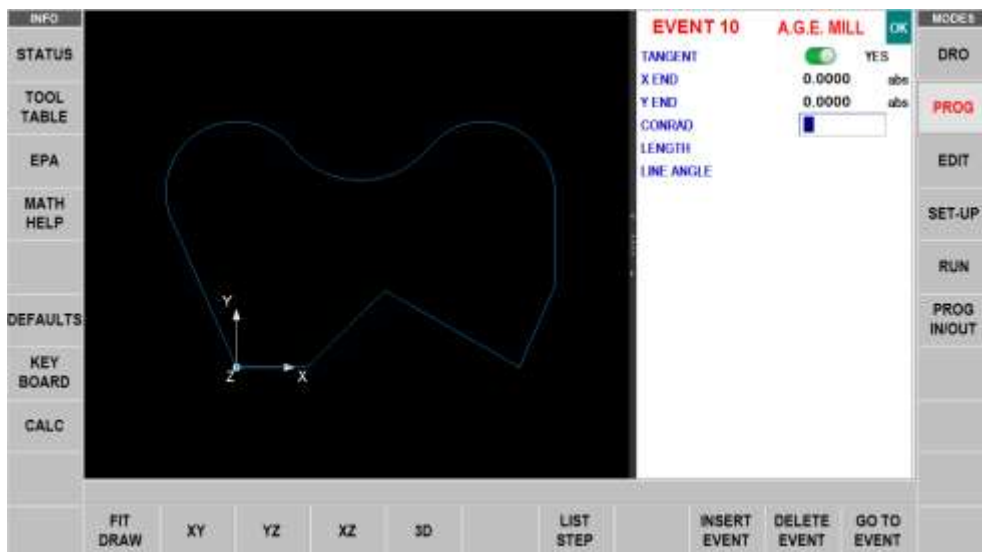 INFO
STATUS
TOOL
TABLE
EPA
MATH
HELP
DEFAULTS
KEY
BOARD
CALC
Y
Z
X
EVENT 10 A.G.E. MILL OK
TANGENT YES
X END 0.0000 abs
Y END 0.0000 abs
CONRAD
LENGTH
LINE ANGLE
MODES
DRO
PROG
EDIT
SET-UP
RUN
PROG
IN/OUT
FIT
DRAW
XY
YZ
XZ
3D
LIST
STEP
INSERT
EVENT
DELETE
EVENT
GO TO
EVENT